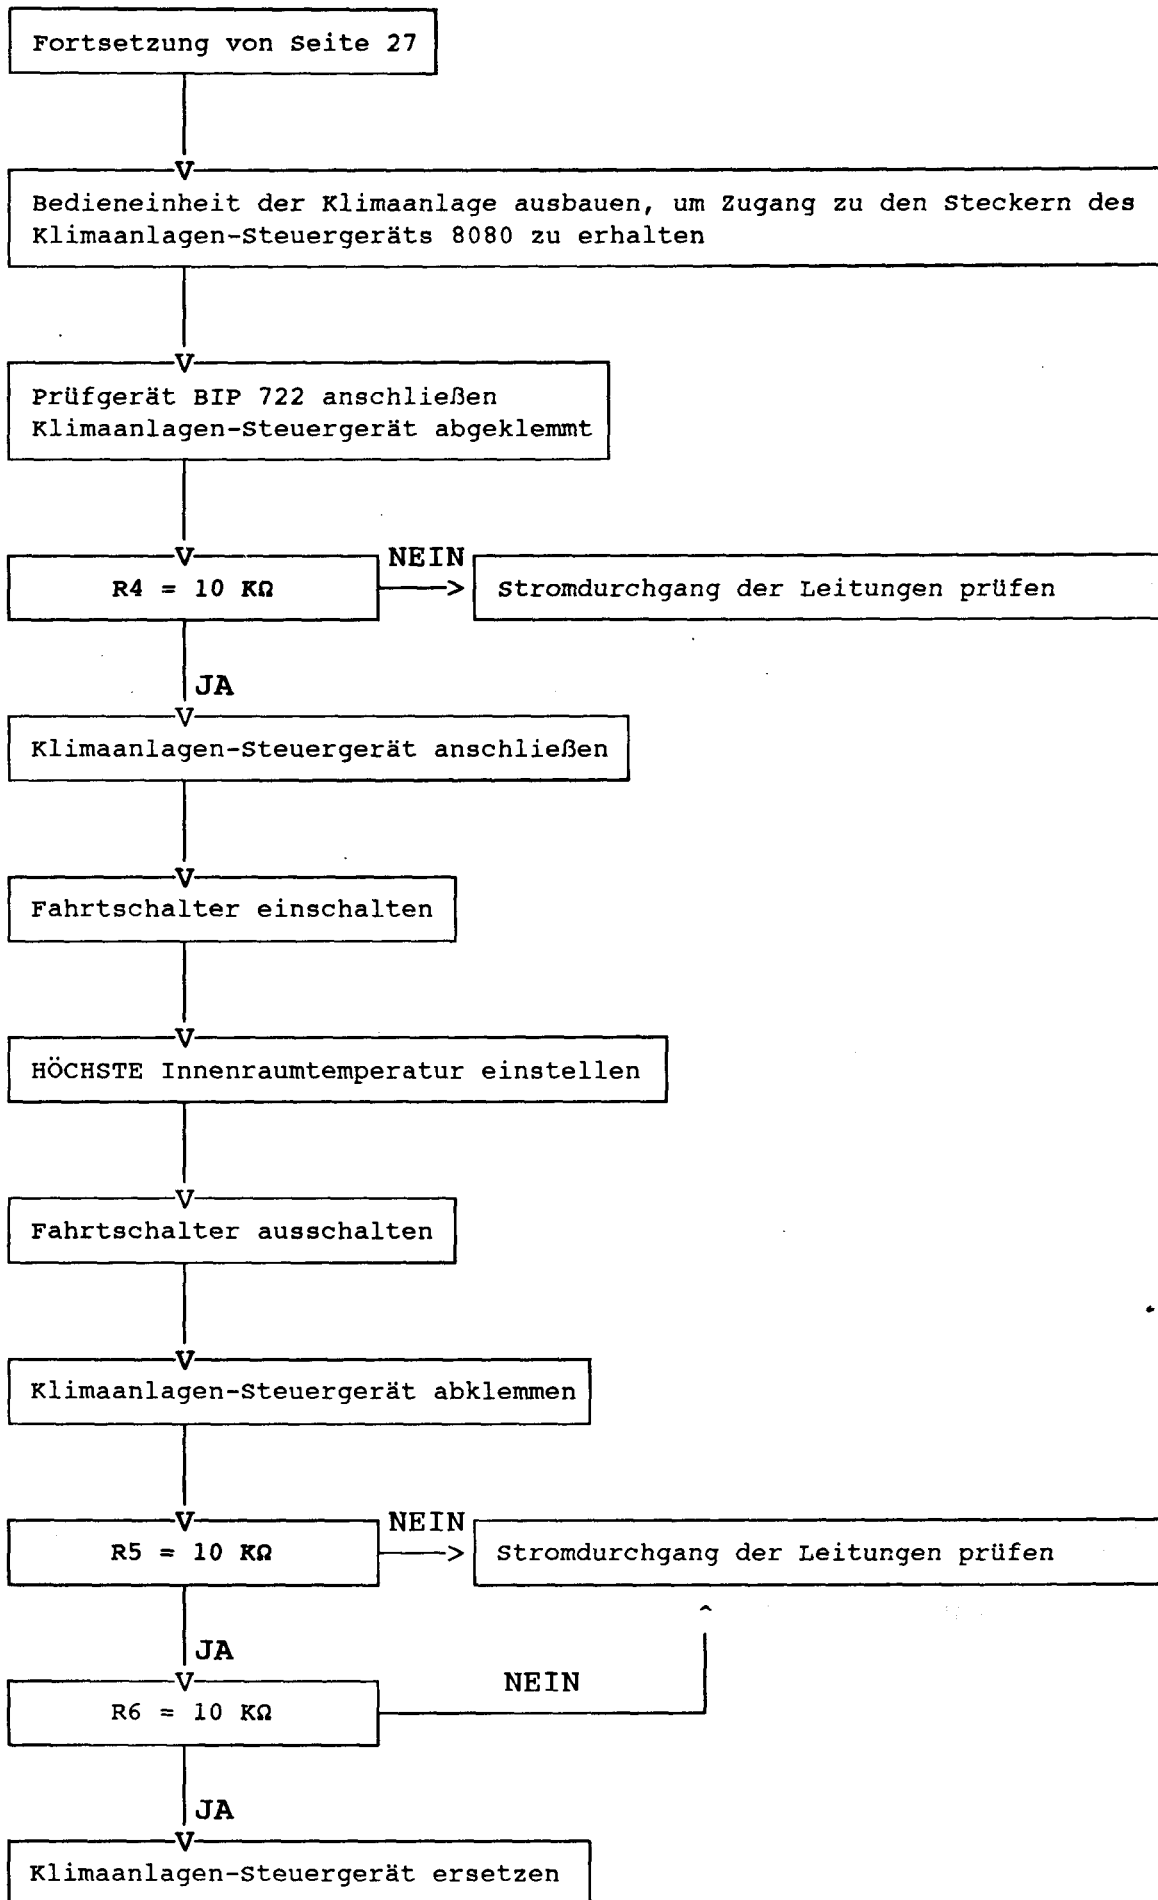 Fortsetzung von Seite 27
Bedieneinheit der Klimaanlage ausbauen, um Zugang zu den Steckern des
Klimaanlagen-Steuergeräts 8080 zu erhalten
Prüfgerät BIP 722 anschließen
Klimaanlagen-Steuergerät abgeklemmt
R4 = 10 KΩ
NEIN
Stromdurchgang der Leitungen prüfen
JA
Klimaanlagen-Steuergerät anschließen
Fahrtschalter einschalten
HÖCHSTE Innenraumtemperatur einstellen
Fahrtschalter ausschalten
Klimaanlagen-Steuergerät abklemmen
R5 = 10 KΩ
NEIN
Stromdurchgang der Leitungen prüfen
JA
R6 = 10 KΩ
NEIN
JA
Klimaanlagen-Steuergerät ersetzen